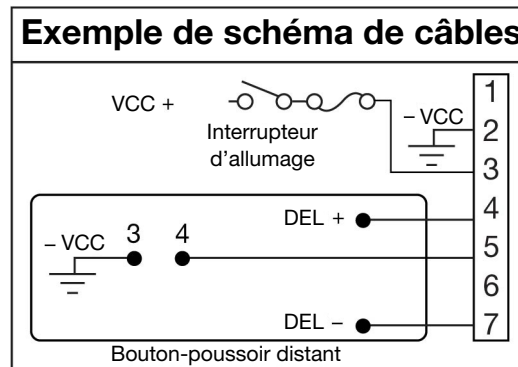 Exemple de schéma de câbles
VCC +
Interrupteur
d’allumage
– VCC
1
2
3
4
5
6
7
DEL +
– VCC
3 4
DEL –
Bouton-poussoir distant